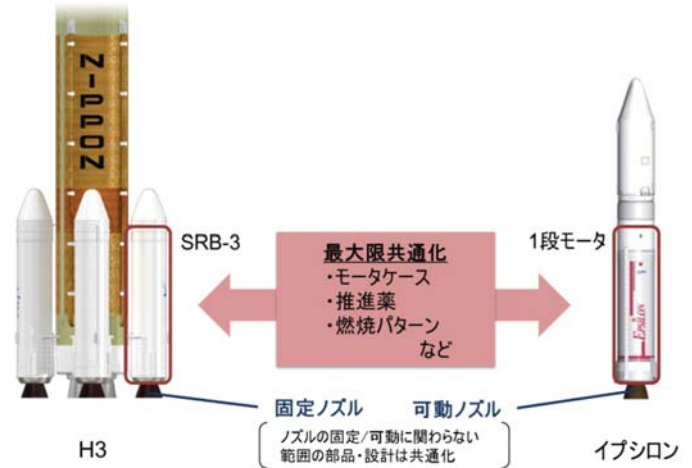 NIPPON
SRB-3
最大限共通化
・モータケース
・推進薬
・燃焼パターン
など
1段モータ
EPSILON
固定ノズル
可動ノズル
ノズルの固定/可動に関わらない
範囲の部品・設計は共通化
H3
イプシロン